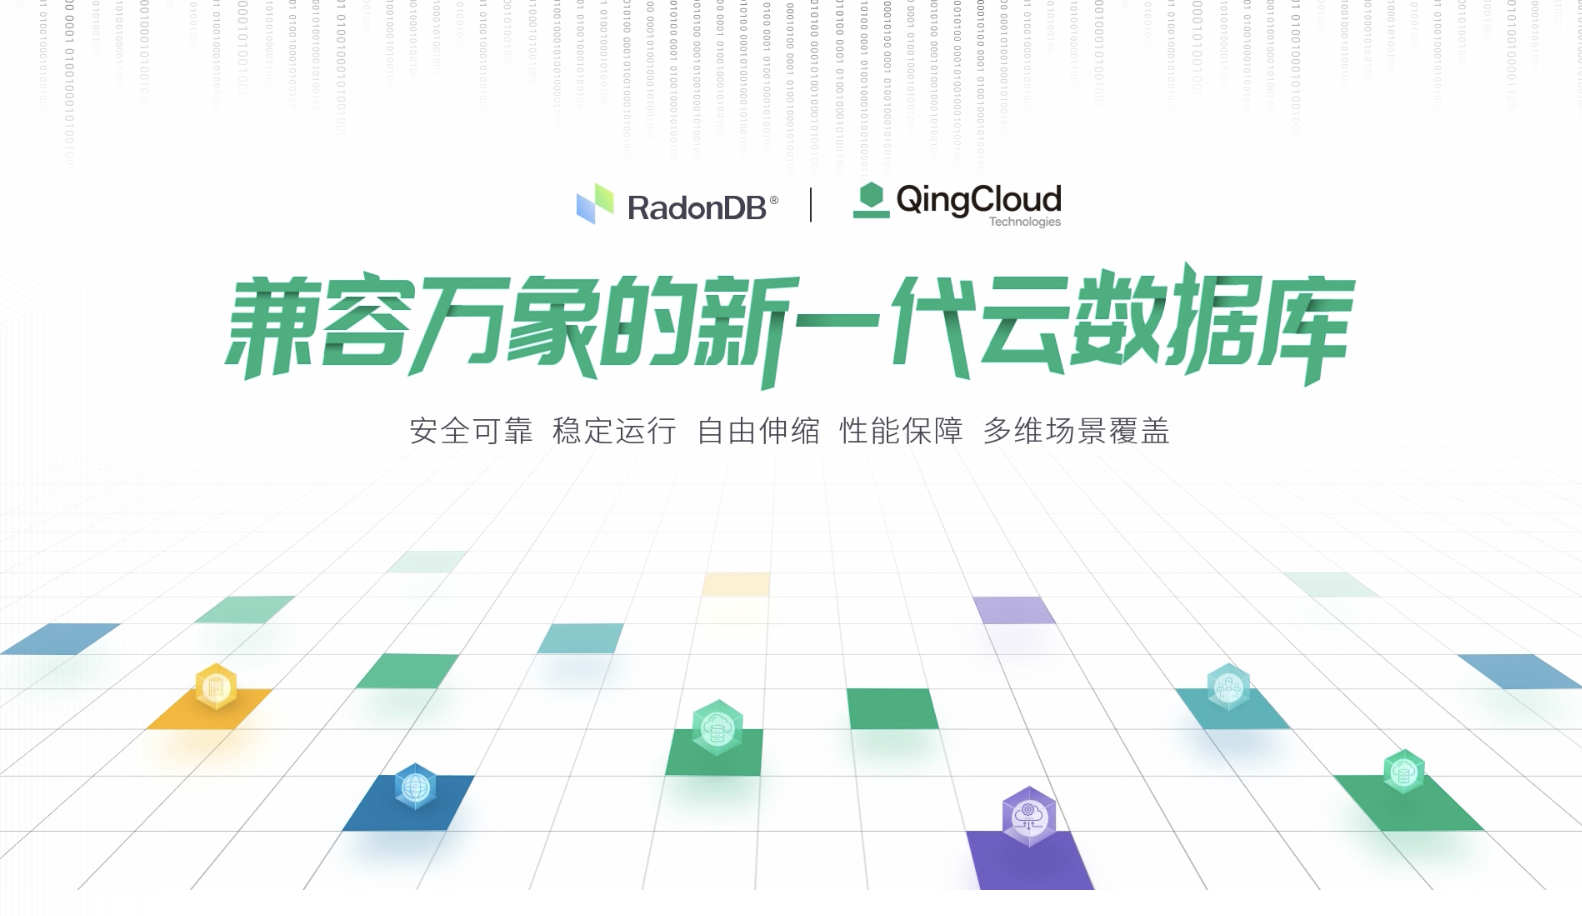 RadonDB® | QingCloud
Technologies
兼容万象的新一代云数据库
安全可靠 稳定运行 自由伸缩 性能保障 多维场景覆盖